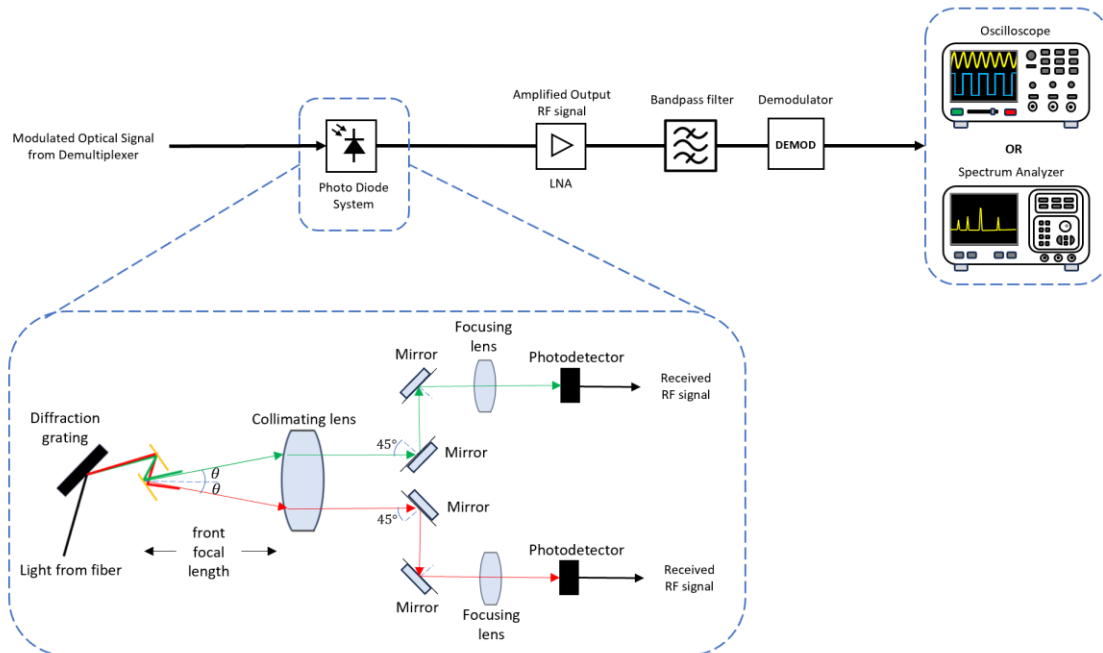 Oscilloscope
Amplified Output
RF signal
Bandpass filter
Demodulator
Modulated Optical Signal
from Demultiplexer
DEMOD
OR
Spectrum Analyzer
LNA
Photo Diode
System
Focusing
lens
Mirror
Photodetector
Received
RF signal
Diffraction
grating
Collimating lens
45°
Mirror
θ
θ
Mirror
45°
front
focal
length
Light from fiber
Photodetector
Received
RF signal
Mirror
Focusing
lens